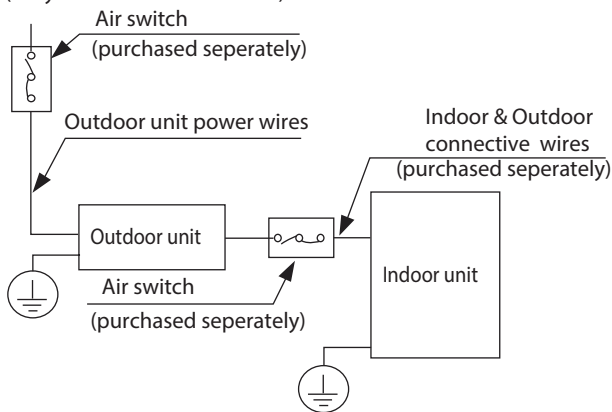 Air switch
(purchased seperately)
Outdoor unit power wires
Indoor & Outdoor
connective wires
(purchased seperately)
Outdoor unit
Indoor unit
Air switch
(purchased seperately)